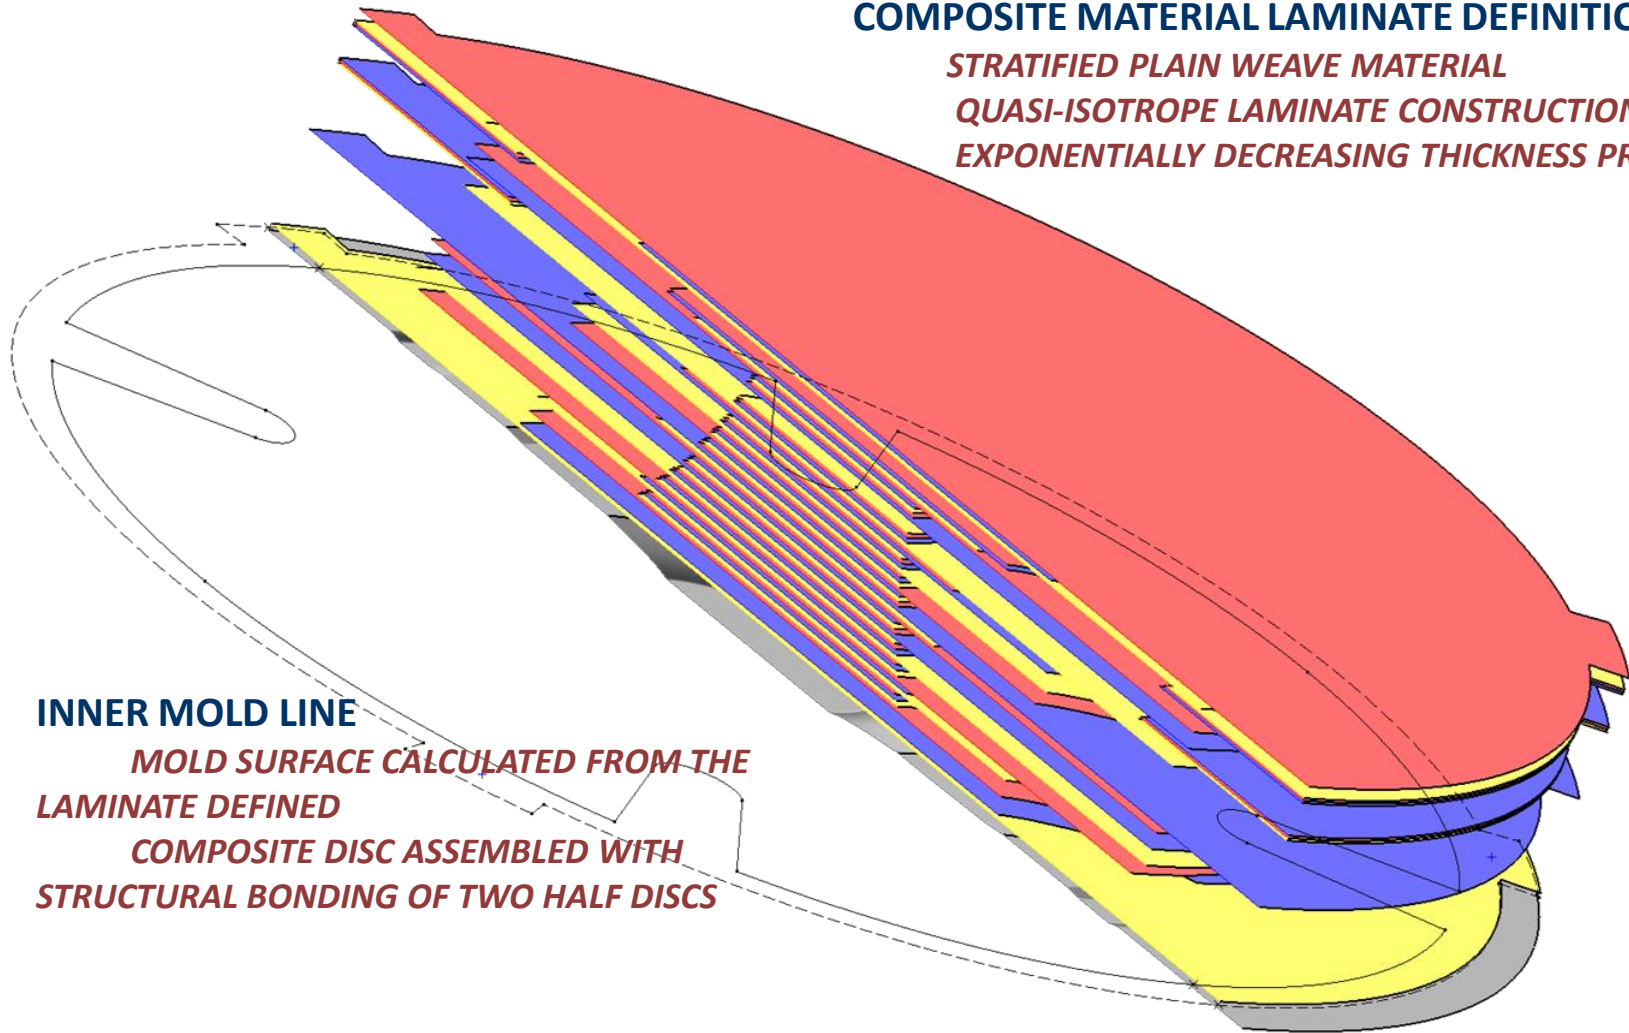 COMPOSITE MATERIAL LAMINATE DEFINITIO
STRATIFIED PLAIN WEAVE MATERIAL
QUASI-ISOTROPE LAMINATE CONSTRUCTION
EXPONENTIALLY DECREASING THICKNESS PR
INNER MOLD LINE
MOLD SURFACE CALCULATED FROM THE
LAMINATE DEFINED
COMPOSITE DISC ASSEMBLED WITH
STRUCTURAL BONDING OF TWO HALF DISCS